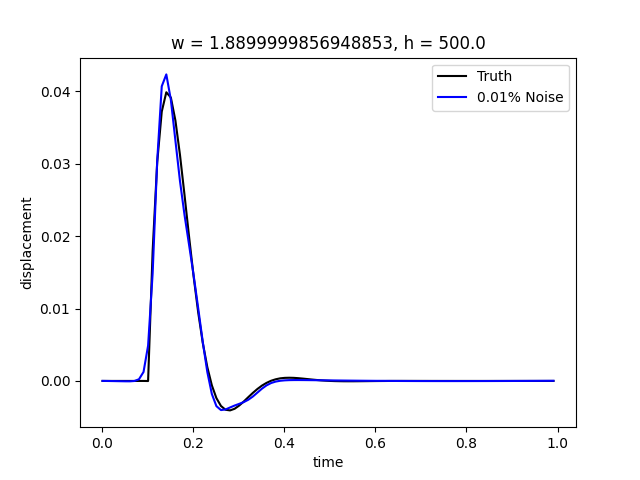 w = 1.8899999856948853, h = 500.0
Truth
0.01% Noise
displacement
0.04
0.03
0.02
0.01
0.00
0.0 0.2 0.4 0.6 0.8 1.0
time